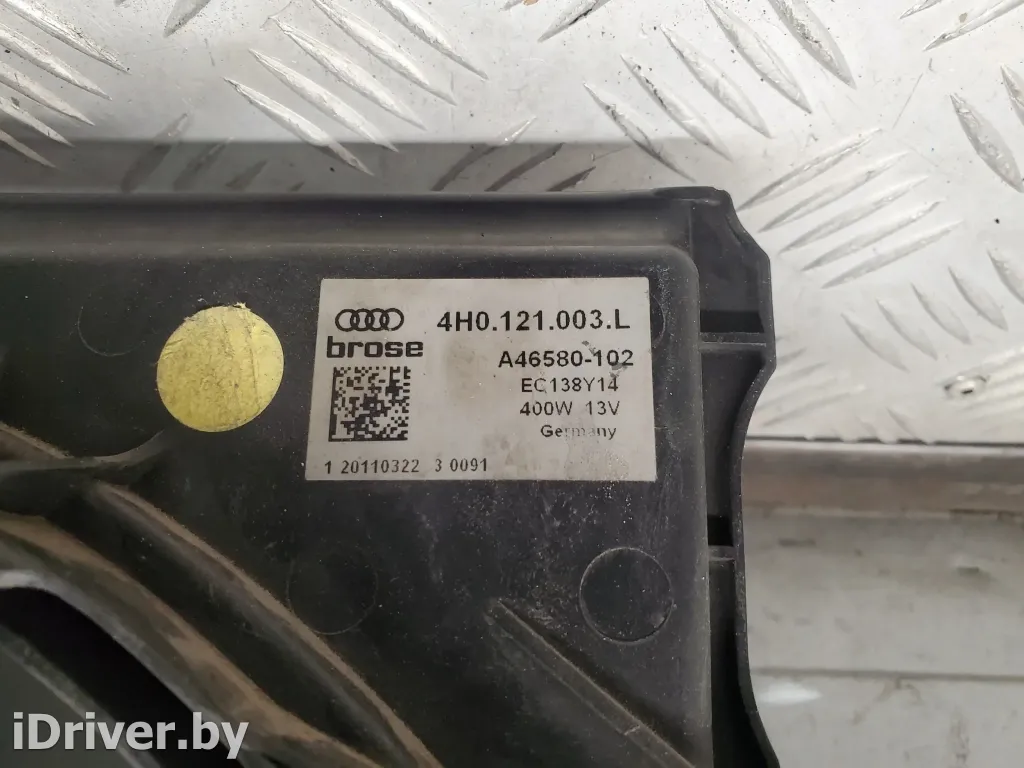 4H0.121.003.L
brose
A46580-102
EC138Y14
400W 13V
Germany
1 20110322 3 0091
iDriver.by